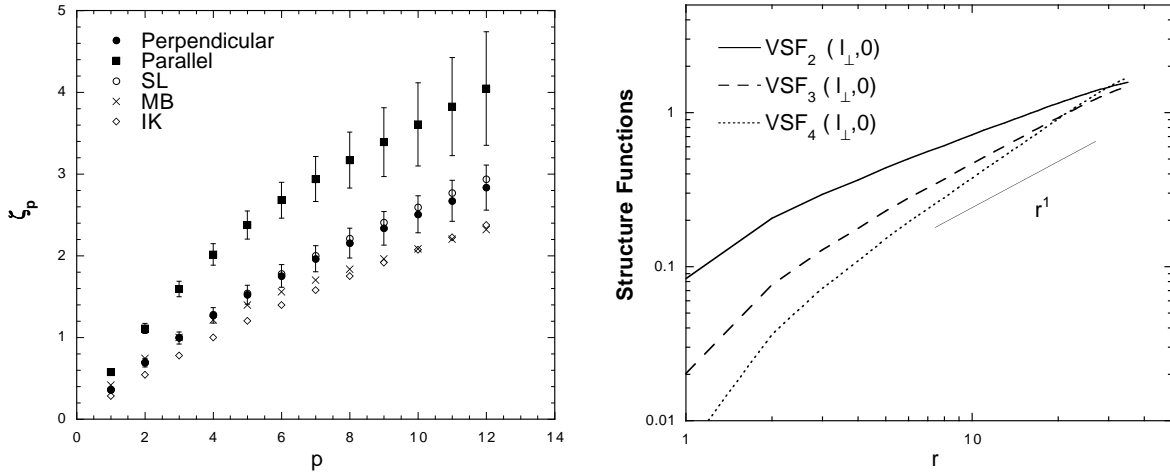 5
4
3
2
1
0
0 2 4 6 8 10 12 14
ζp
p
Perpendicular
Parallel
SL
MB
IK
Structure Functions
1
0.1
0.01
1 10
r
VSF2 ( l⊥,0)
VSF3 ( l⊥,0)
VSF4 ( l⊥,0)
r1